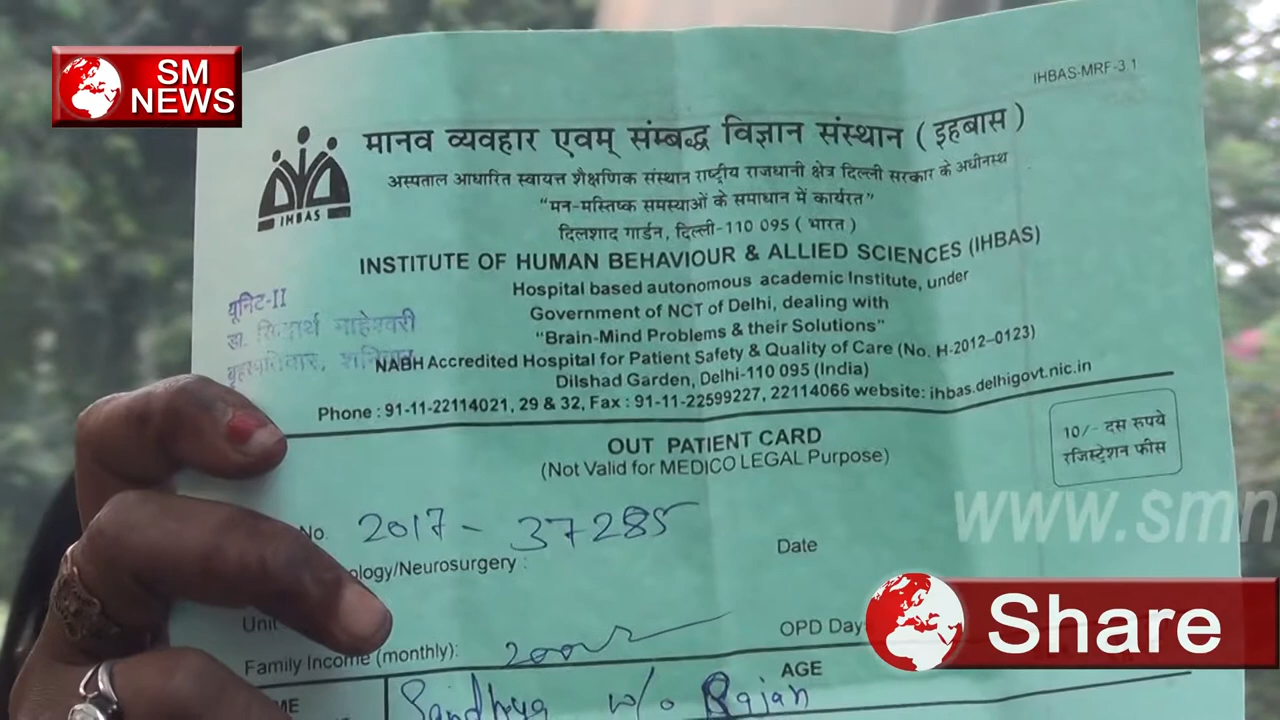 SM
NEWS
IHBAS-MRF-3.1
मानव व्यवहार एवम् संम्बद्ध विज्ञान संस्थान ( इहबास )
अस्पताल आधारित स्वायत्त शैक्षणिक संस्थान राष्ट्रीय राजधानी क्षेत्र दिल्ली सरकार के अधीनस्थ
"मन-मस्तिष्क समस्याओं के समाधान में कार्यरत"
दिलशाद गार्डन, दिल्ली-110 095 ( भारत )
IHBAS
INSTITUTE OF HUMAN BEHAVIOUR & ALLIED SCIENCES (IHBAS)
Hospital based autonomous academic Institute, under
Government of NCT of Delhi, dealing with
"Brain-Mind Problems & their Solutions"
NABH Accredited Hospital for Patient Safety & Quality of Care (No. H-2012-0123)
Dilshad Garden, Delhi-110 095 (India)
Phone : 91-11-22114021, 29 & 32, Fax : 91-11-22599227, 22114066 website: ihbas.delhigovt.nic.in
यूनिट-II
डा. सिद्धार्थ माहेश्वरी
बृहस्पतिवार, शनिवार
OUT PATIENT CARD
(Not Valid for MEDICO LEGAL Purpose)
10/- दस रूपये
रजिस्ट्रेशन फीस
No. 2017 - 37285
ology/Neurosurgery :
Date
www.smn
Unit
OPD Day
Family Income (monthly):
Share
ME
AGE
Sandhya w/o Rajan